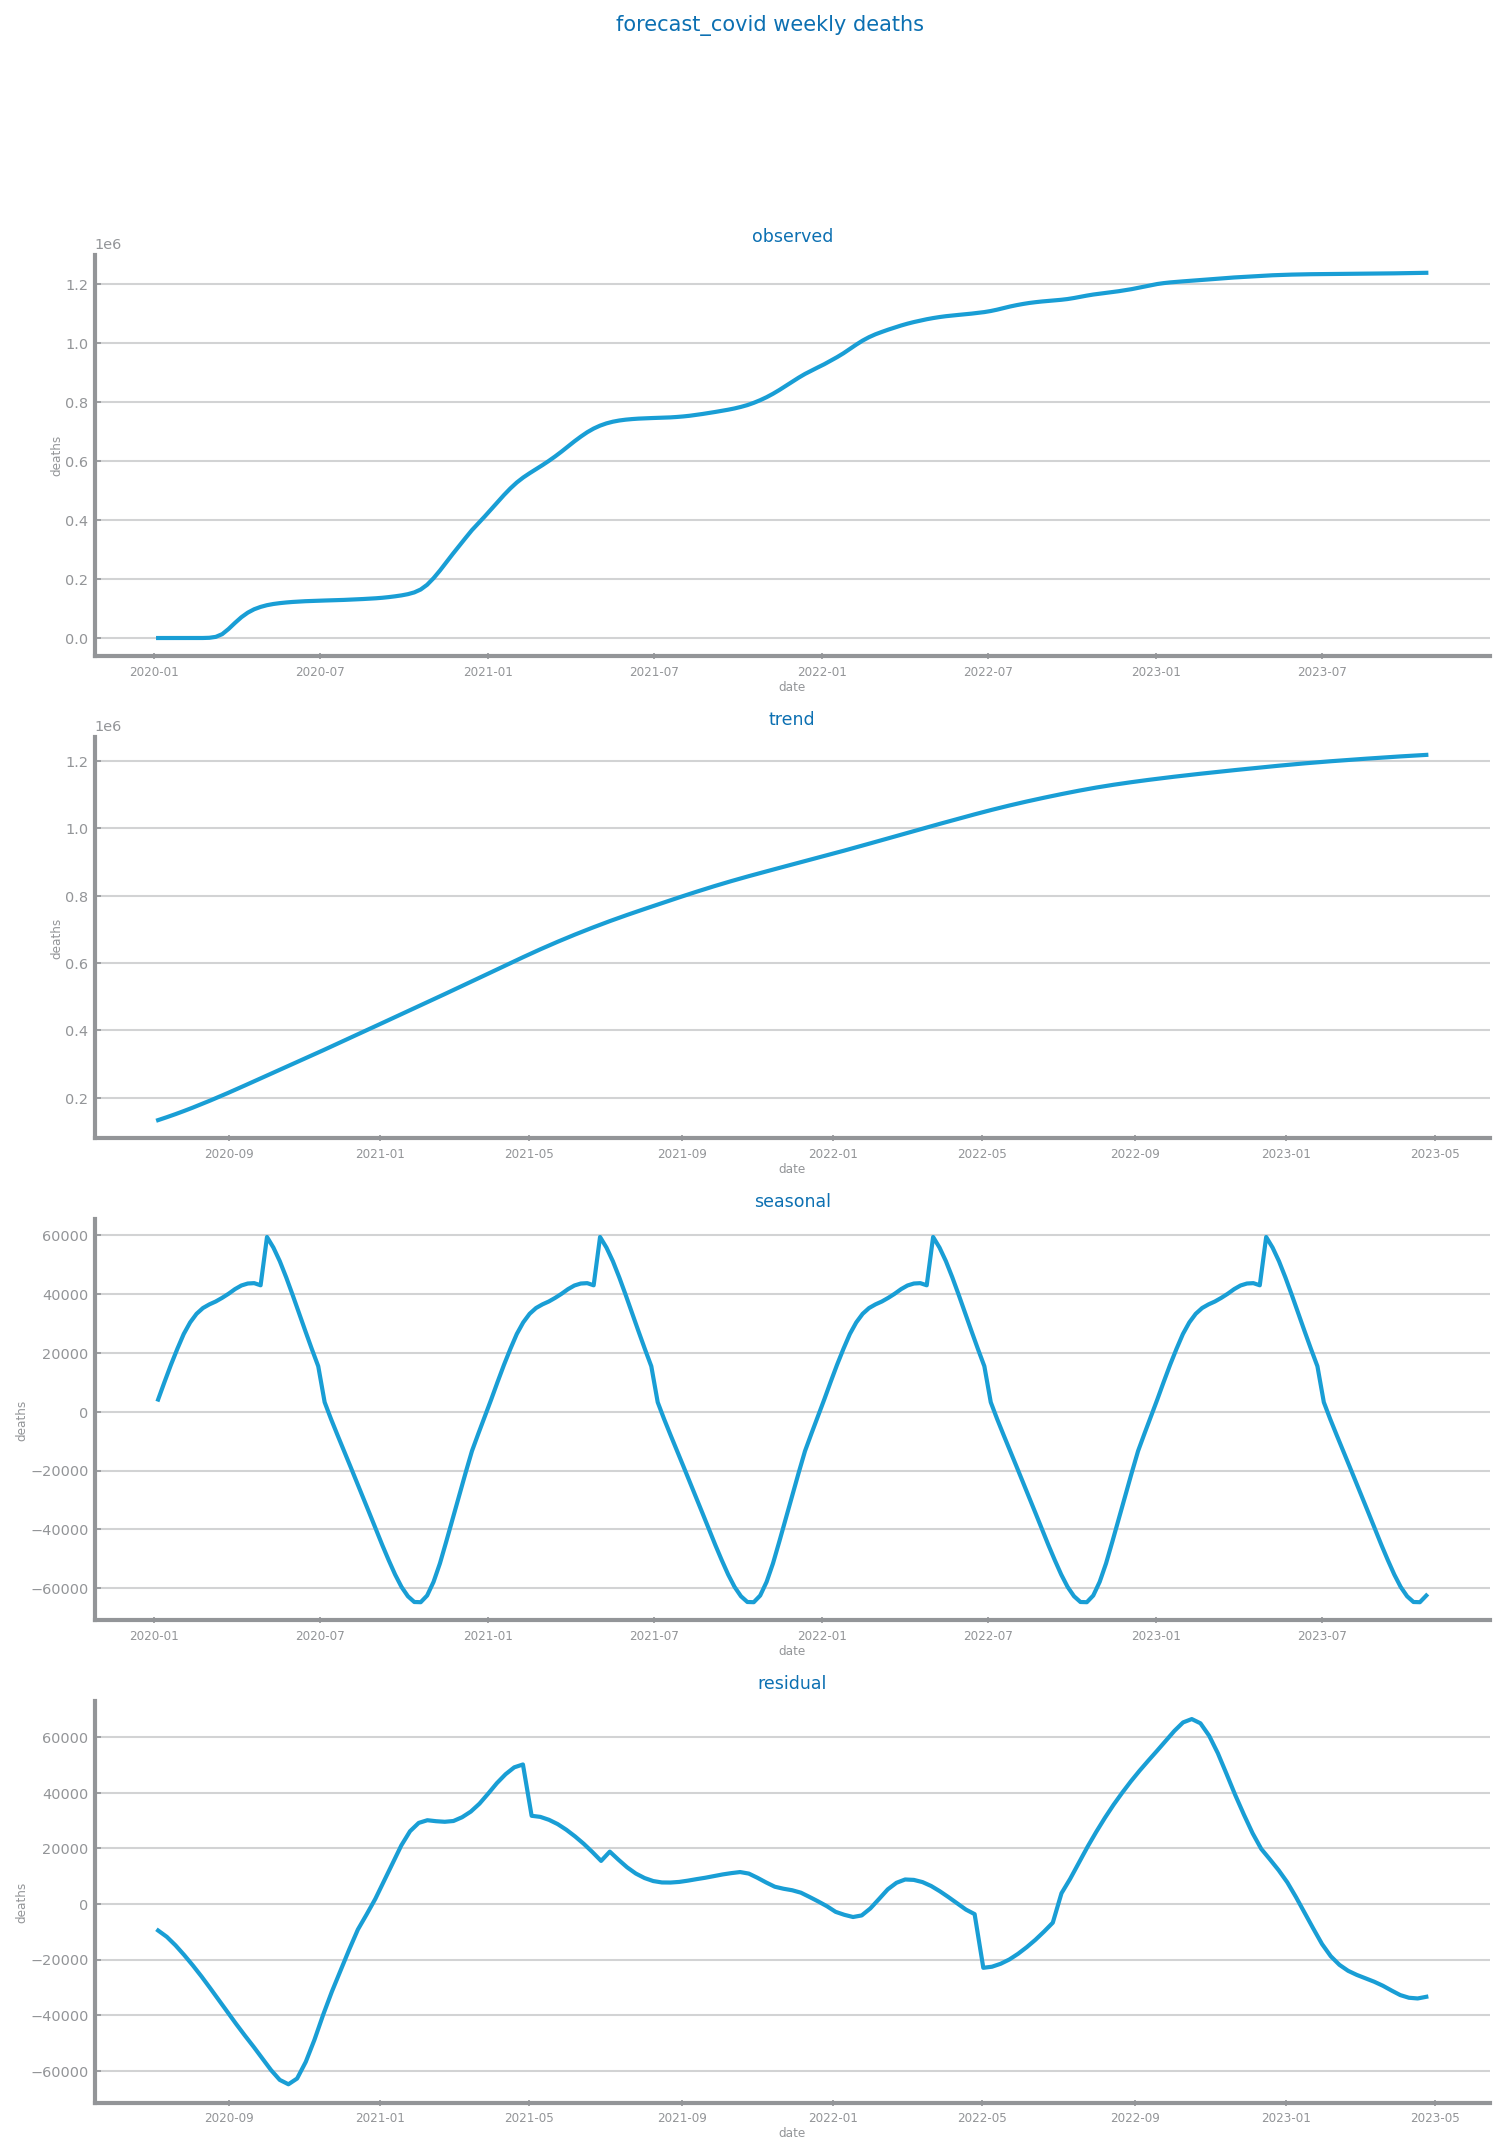 forecast_covid weekly deaths
observed
1e6
1.2
1.0
0.8
0.6
0.4
0.2
0.0
deaths
2020-01 2020-07 2021-01 2021-07 2022-01 2022-07 2023-01 2023-07
date
trend
1e6
1.2
1.0
0.8
0.6
0.4
0.2
deaths
2020-09 2021-01 2021-05 2021-09 2022-01 2022-05 2022-09 2023-01 2023-05
date
seasonal
60000
40000
20000
0
−20000
−40000
−60000
deaths
2020-01 2020-07 2021-01 2021-07 2022-01 2022-07 2023-01 2023-07
date
residual
60000
40000
20000
0
−20000
−40000
−60000
deaths
2020-09 2021-01 2021-05 2021-09 2022-01 2022-05 2022-09 2023-01 2023-05
date